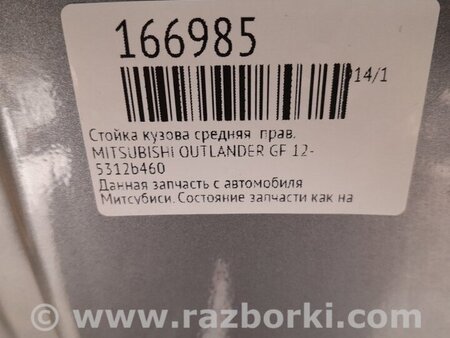 166985
14/1
Стойка кузова средняя прав.
MITSUBISHI OUTLANDER GF 12-
5312b460
Данная запчасть с автомобиля
Митсубиси.Состояние запчасти как на
www.razborki.com